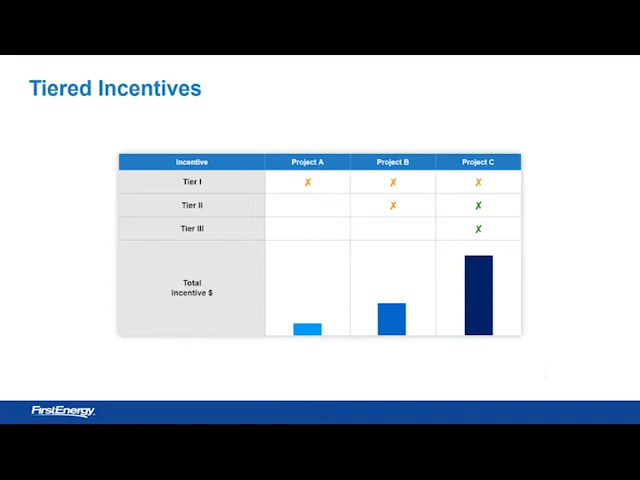 Tiered Incentives
Incentive Project A Project B Project C
Tier I ✗ ✗ ✗
Tier II ✗ ✗
Tier III ✗
Total
Incentive $
FirstEnergy